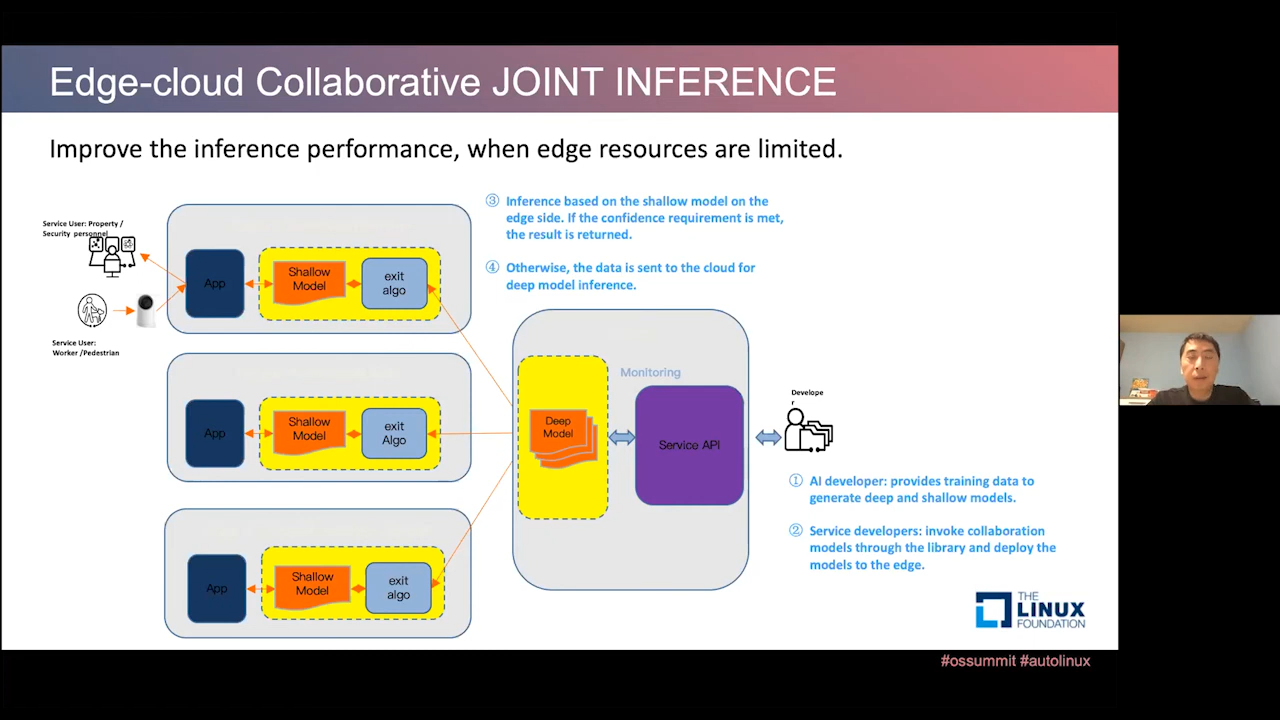 Edge-cloud Collaborative JOINT INFERENCE
Improve the inference performance, when edge resources are limited.
Service User: Property /
Security personnel
App
Shallow
Model
exit
algo
Service User:
Worker /Pedestrian
③ Inference based on the shallow model on the
edge side. If the confidence requirement is met,
the result is returned.
④ Otherwise, the data is sent to the cloud for
deep model inference.
App
Shallow
Model
exit
Algo
App
Shallow
Model
exit
algo
Deep
Model
Monitoring
Service API
Develope
r
① AI developer: provides training data to
generate deep and shallow models.
② Service developers: invoke collaboration
models through the library and deploy the
models to the edge.
THE
LINUX
FOUNDATION
#ossummit #autolinux